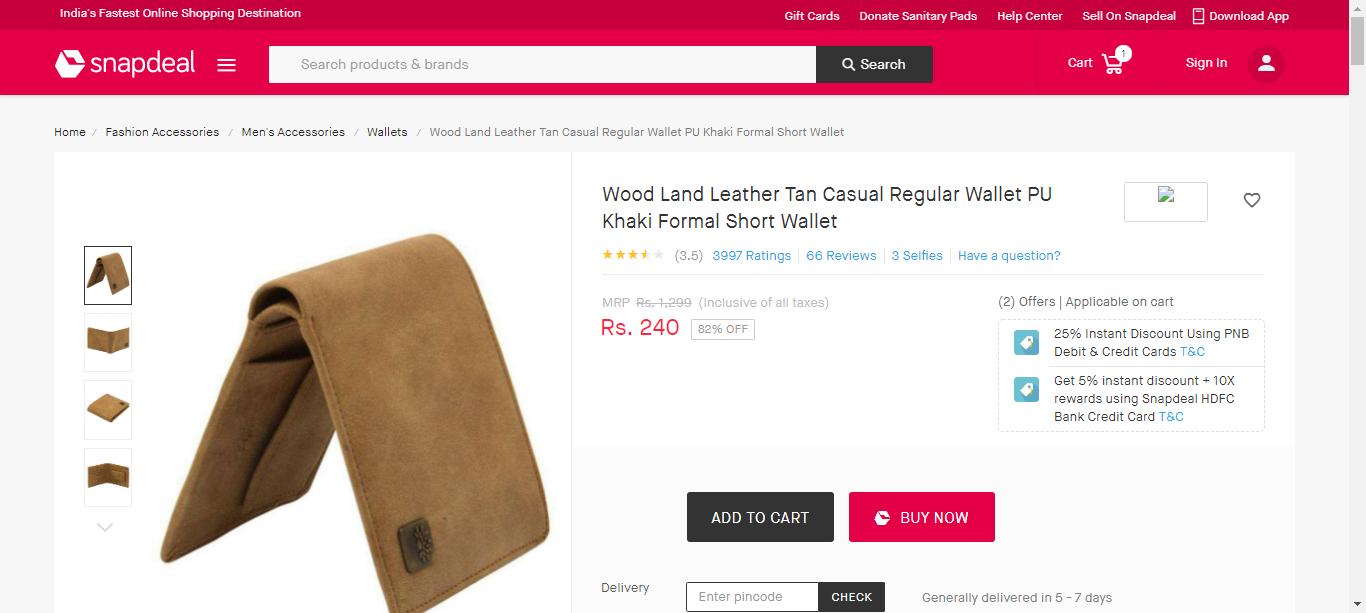 India's Fastest Online Shopping Destination
Gift Cards Donate Sanitary Pads Help Center Sell On Snapdeal Download App
snapdeal
Search products & brands
Search
Cart 1
Sign In
Home / Fashion Accessories / Men's Accessories / Wallets / Wood Land Leather Tan Casual Regular Wallet PU Khaki Formal Short Wallet
Wood Land Leather Tan Casual Regular Wallet PU
Khaki Formal Short Wallet
(3.5) 3997 Ratings 66 Reviews 3 Selfies Have a question?
MRP Rs. 1,299 (Inclusive of all taxes)
Rs. 240 82% OFF
(2) Offers | Applicable on cart
25% Instant Discount Using PNB
Debit & Credit Cards T&C
Get 5% instant discount + 10X
rewards using Snapdeal HDFC
Bank Credit Card T&C
ADD TO CART
BUY NOW
Delivery
Enter pincode
CHECK
Generally delivered in 5 - 7 days